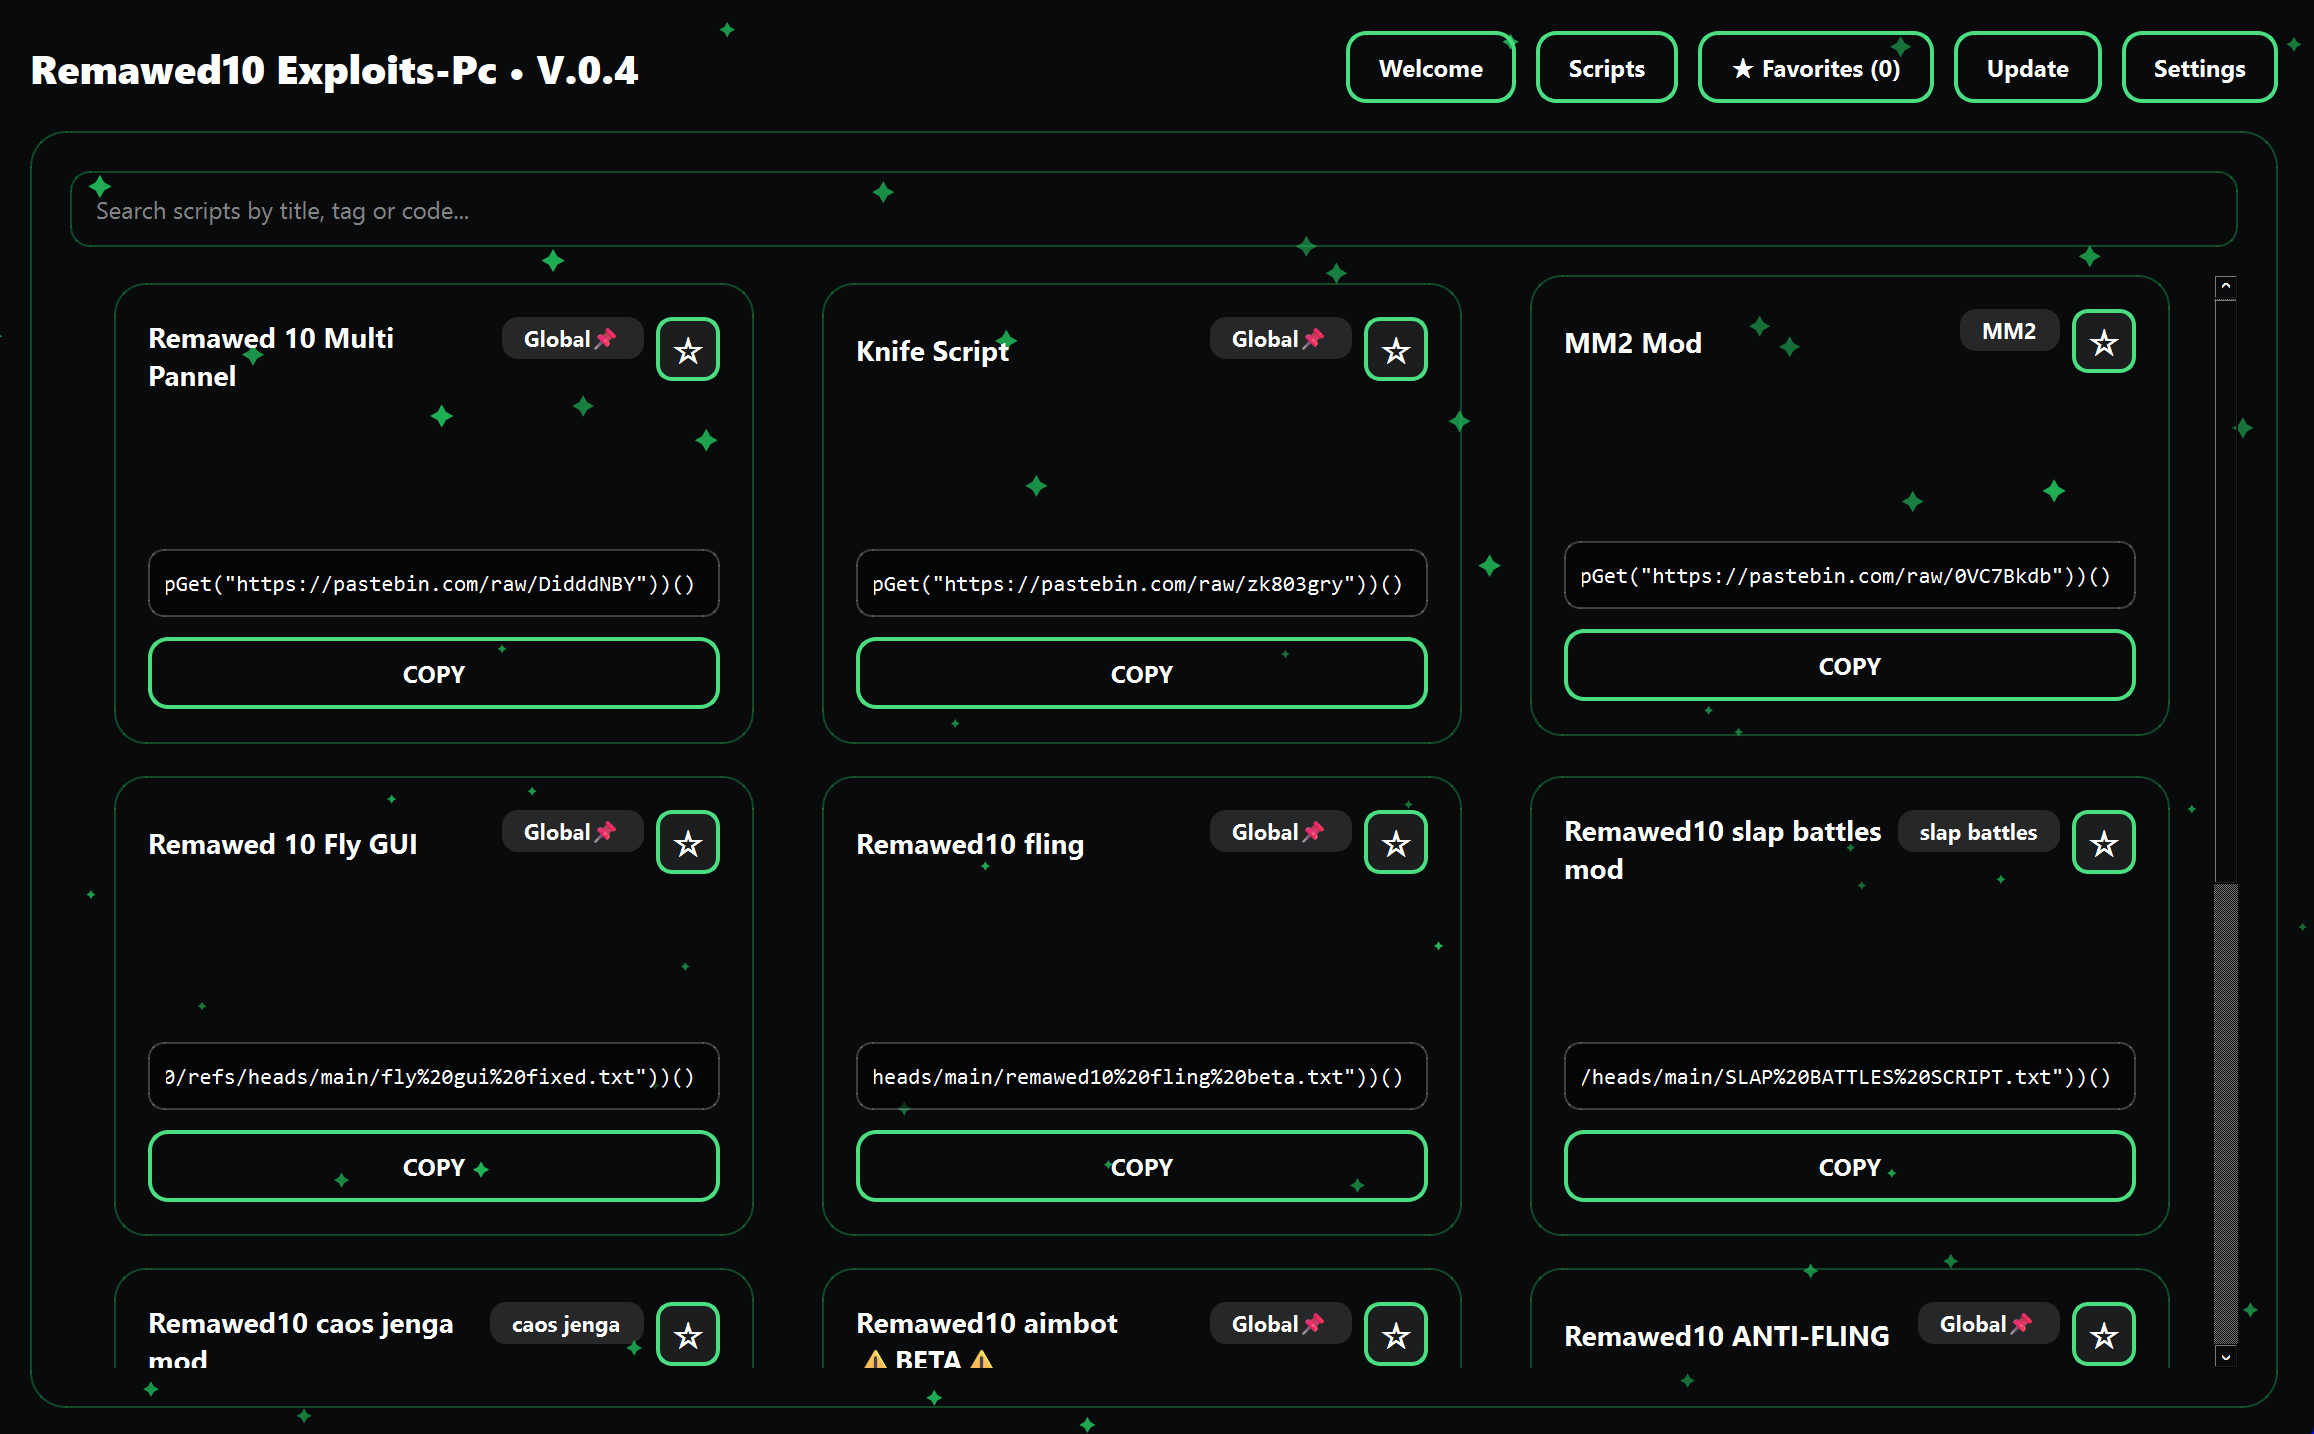 Remawed10 Exploits-Pc • V.0.4
Welcome
Scripts
★ Favorites (0)
Update
Settings
Search scripts by title, tag or code...
Remawed 10 Multi
Pannel
Global📌
☆
pGet("https://pastebin.com/raw/DidddNBY"))()
COPY
Knife Script
Global📌
☆
pGet("https://pastebin.com/raw/zk803gry"))()
COPY
MM2 Mod
MM2
☆
pGet("https://pastebin.com/raw/0VC7Bkdb"))()
COPY
Remawed 10 Fly GUI
Global📌
☆
0/refs/heads/main/fly%20gui%20fixed.txt"))()
COPY
Remawed10 fling
Global📌
☆
heads/main/remawed10%20fling%20beta.txt"))()
COPY
Remawed10 slap battles
mod
slap battles
☆
/heads/main/SLAP%20BATTLES%20SCRIPT.txt"))()
COPY
Remawed10 caos jenga
mod
caos jenga
☆
Remawed10 aimbot
⚠️ BETA ⚠️
Global📌
☆
Remawed10 ANTI-FLING
Global📌
☆